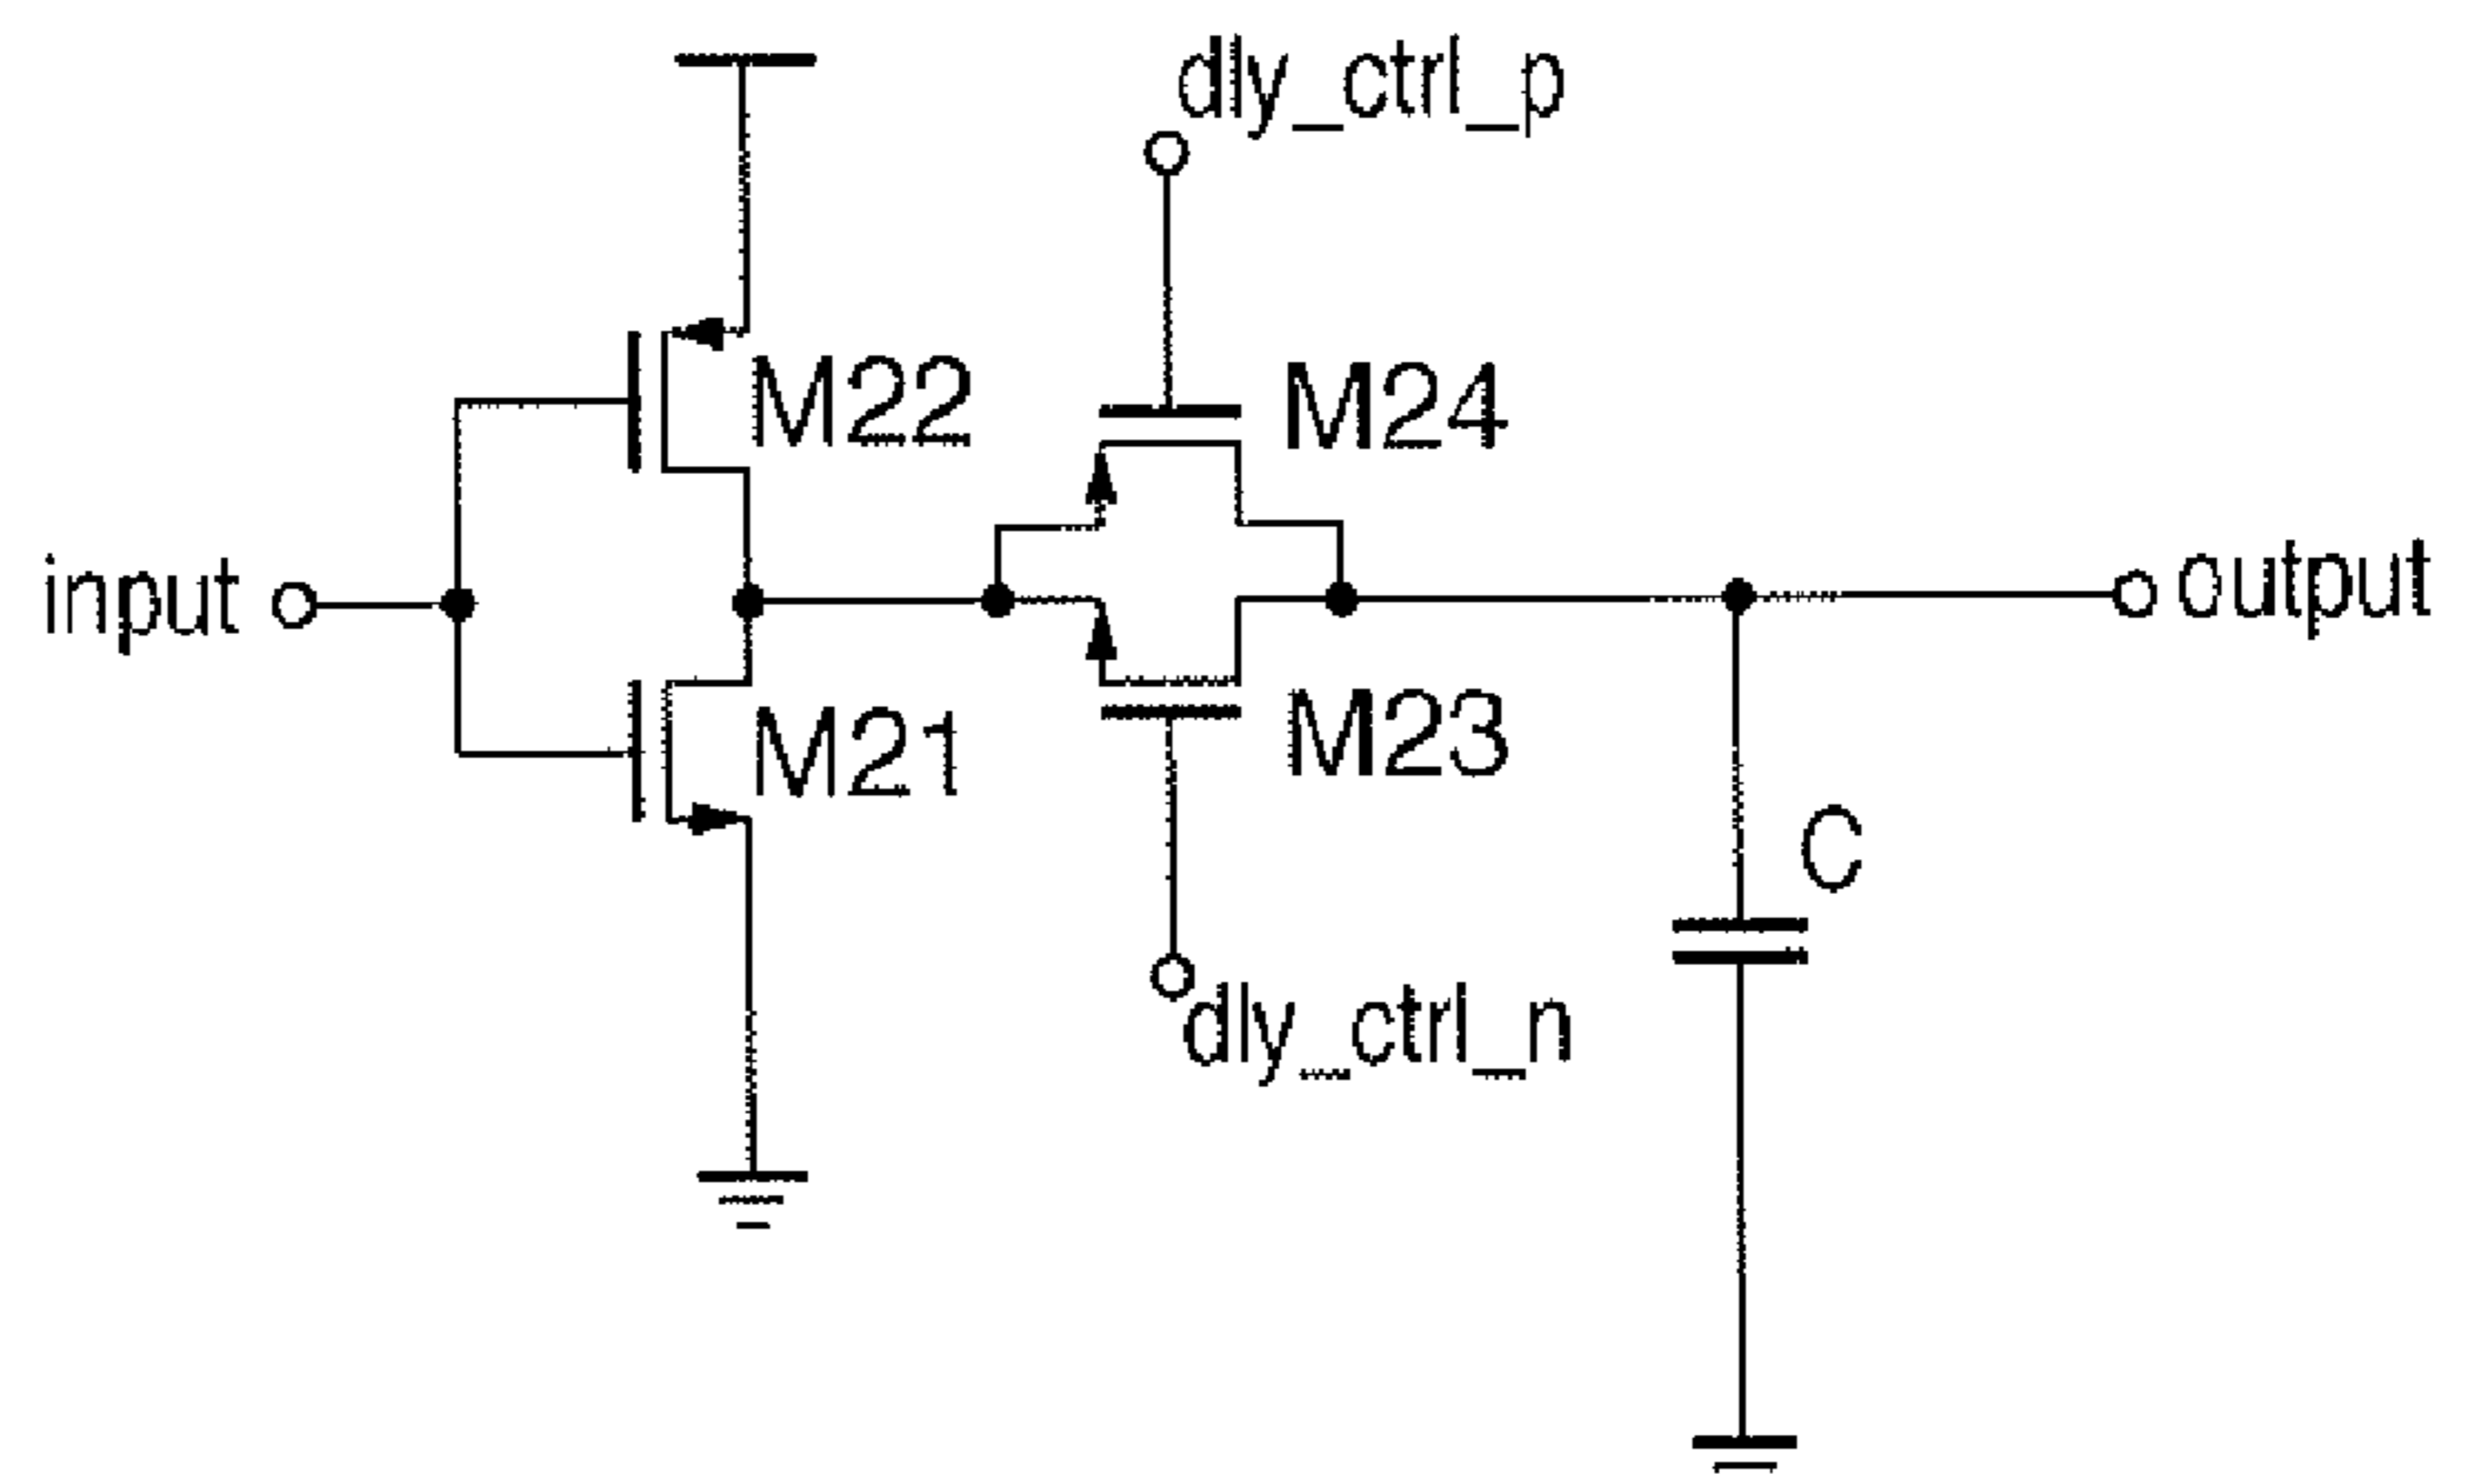 dly_ctrl_p
M22
M24
input
output
M21
M23
C
dly_ctrl_n